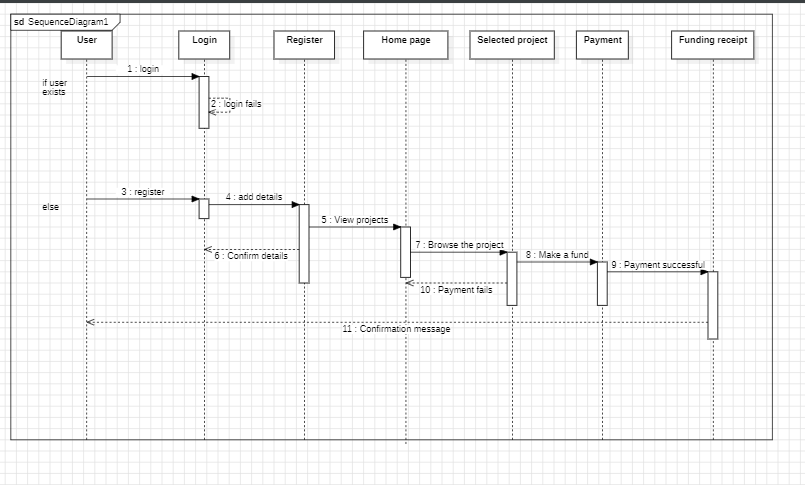 sd SequenceDiagram1
User
Login
Register
Home page
Selected project
Payment
Funding receipt
1 : login
if user
exists
2 : login fails
3 : register
4 : add details
else
5 : View projects
7 : Browse the project
6 : Confirm details
8 : Make a fund
9 : Payment successful
10 : Payment fails
11 : Confirmation message